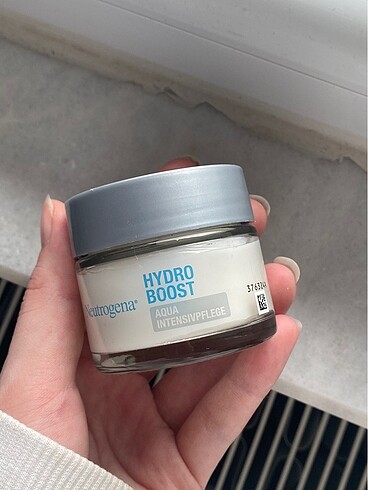 Neutrogena®
HYDRO
BOOST
AQUA
INTENSIVPFLEGE